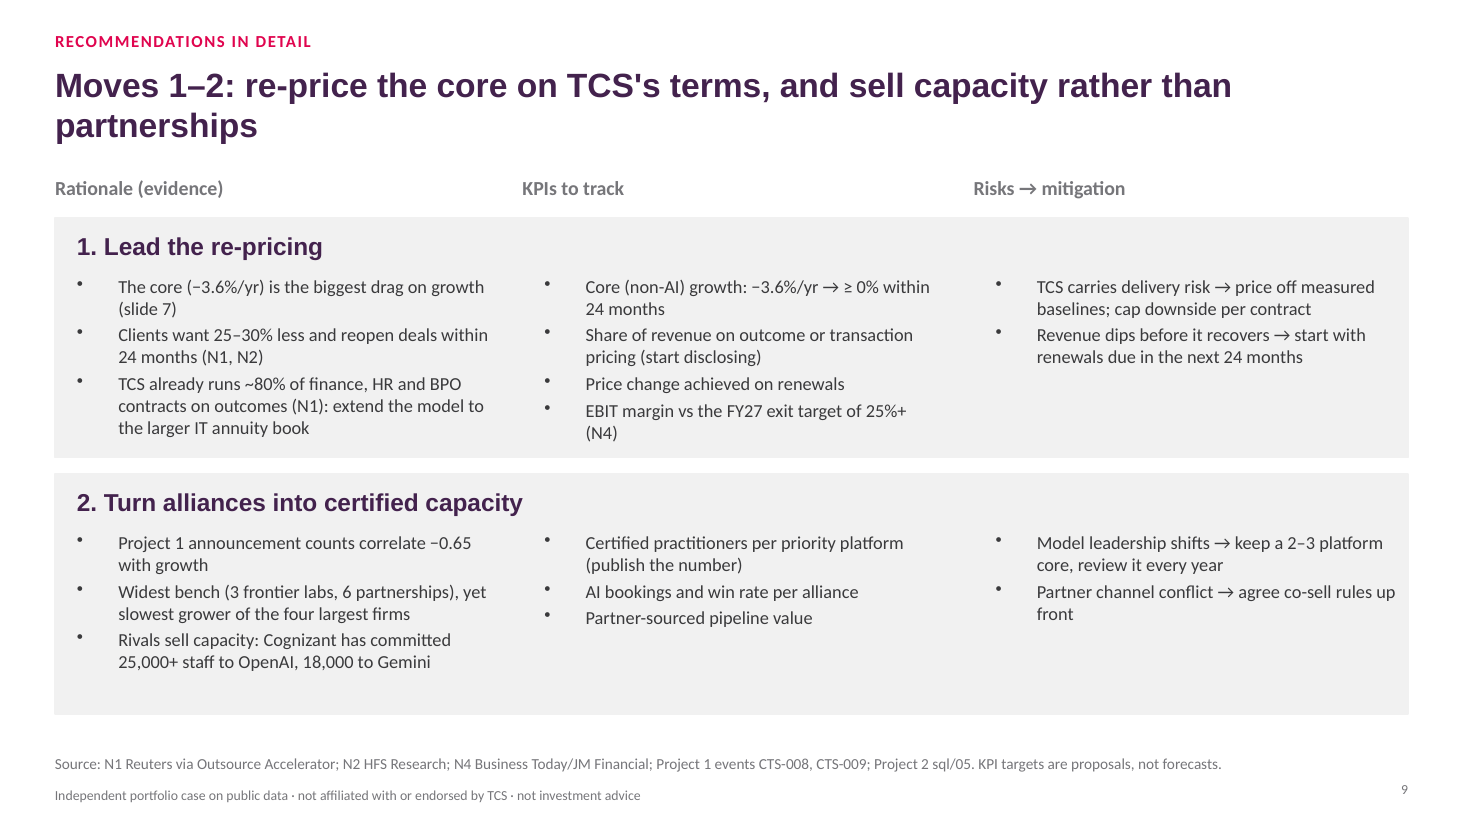 RECOMMENDATIONS IN DETAIL
Moves 1–2: re-price the core on TCS's terms, and sell capacity rather than
partnerships
Rationale (evidence)
KPIs to track
Risks → mitigation
1. Lead the re-pricing
• The core (−3.6%/yr) is the biggest drag on growth
(slide 7)
• Clients want 25–30% less and reopen deals within
24 months (N1, N2)
• TCS already runs ~80% of finance, HR and BPO
contracts on outcomes (N1): extend the model to
the larger IT annuity book
• Core (non-AI) growth: −3.6%/yr → ≥ 0% within
24 months
• Share of revenue on outcome or transaction
pricing (start disclosing)
• Price change achieved on renewals
• EBIT margin vs the FY27 exit target of 25%+
(N4)
• TCS carries delivery risk → price off measured
baselines; cap downside per contract
• Revenue dips before it recovers → start with
renewals due in the next 24 months
2. Turn alliances into certified capacity
• Project 1 announcement counts correlate −0.65
with growth
• Widest bench (3 frontier labs, 6 partnerships), yet
slowest grower of the four largest firms
• Rivals sell capacity: Cognizant has committed
25,000+ staff to OpenAI, 18,000 to Gemini
• Certified practitioners per priority platform
(publish the number)
• AI bookings and win rate per alliance
• Partner-sourced pipeline value
• Model leadership shifts → keep a 2–3 platform
core, review it every year
• Partner channel conflict → agree co-sell rules up
front
Source: N1 Reuters via Outsource Accelerator; N2 HFS Research; N4 Business Today/JM Financial; Project 1 events CTS-008, CTS-009; Project 2 sql/05. KPI targets are proposals, not forecasts.
Independent portfolio case on public data · not affiliated with or endorsed by TCS · not investment advice
9